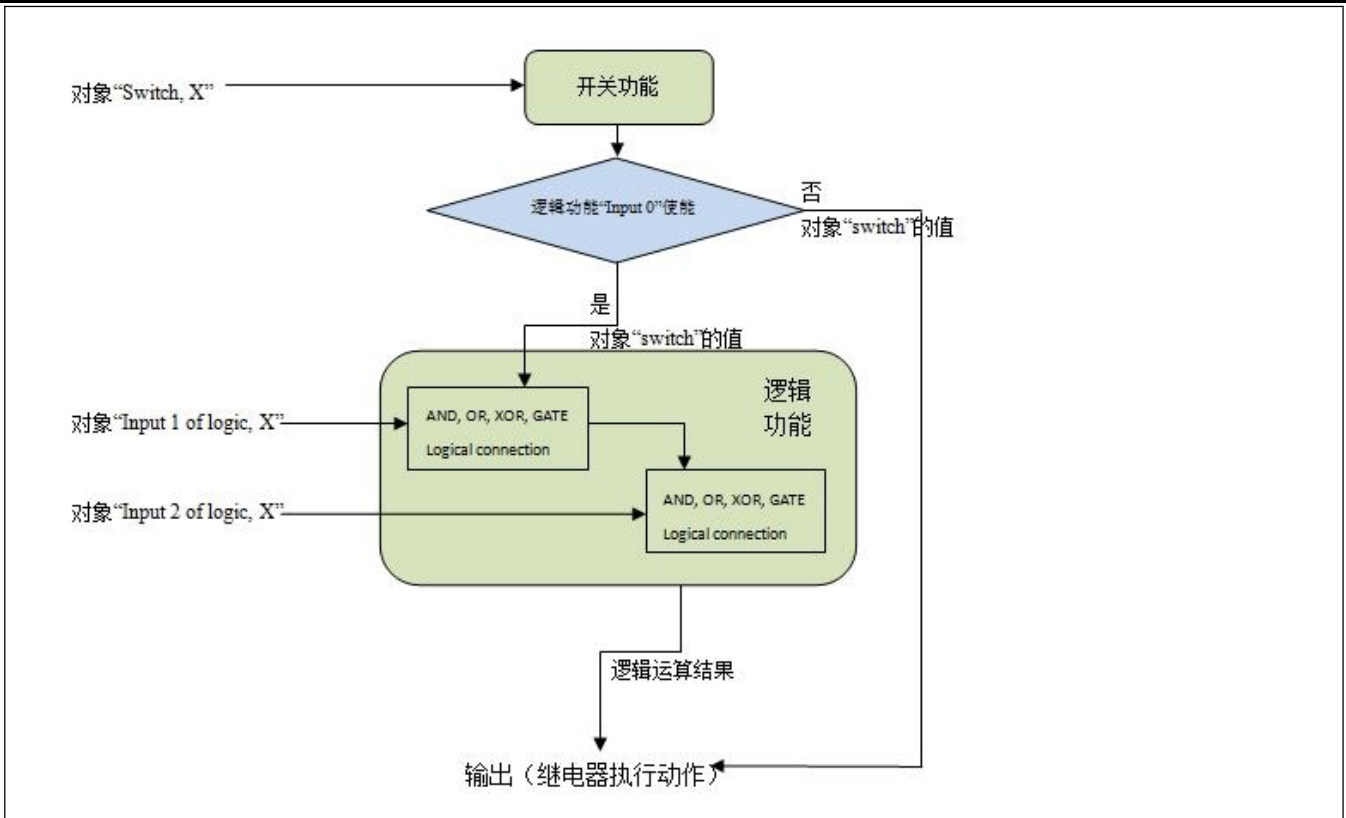 对象“Switch, X”
开关功能
逻辑功能“Input 0”使能
否
对象“switch”的值
是
对象“switch”的值
逻辑
功能
对象“Input 1 of logic, X”
AND, OR, XOR, GATE
Logical connection
对象“Input 2 of logic, X”
AND, OR, XOR, GATE
Logical connection
逻辑运算结果
输出（继电器执行动作）